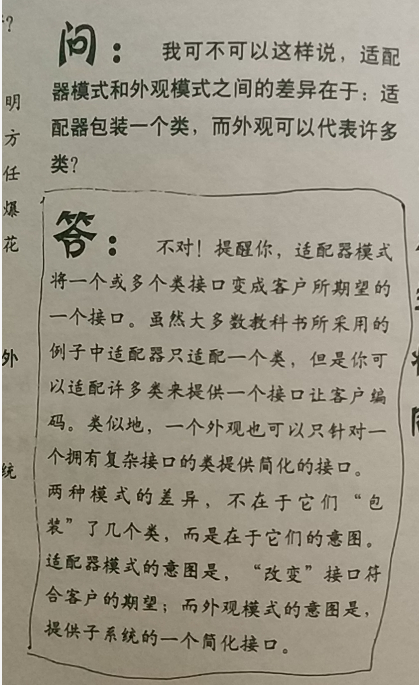 问：我可不可以这样说，适配
器模式和外观模式之间的差异在于：适
配器包装一个类，而外观可以代表许多
类？
答：不对！提醒你，适配器模式
将一个或多个类接口变成客户所期望的
一个接口。虽然大多数教科书所采用的
例子中适配器只适配一个类，但是你可
以适配许多类来提供一个接口让客户编
码。类似地，一个外观也可以只针对一
个拥有复杂接口的类提供简化的接口。
两种模式的差异，不在于它们“包
装”了几个类，而是在于它们的意图。
适配器模式的意图是，“改变”接口符
合客户的期望；而外观模式的意图是，
提供子系统的一个简化接口。
？
明
方
任
爆
花
外
统